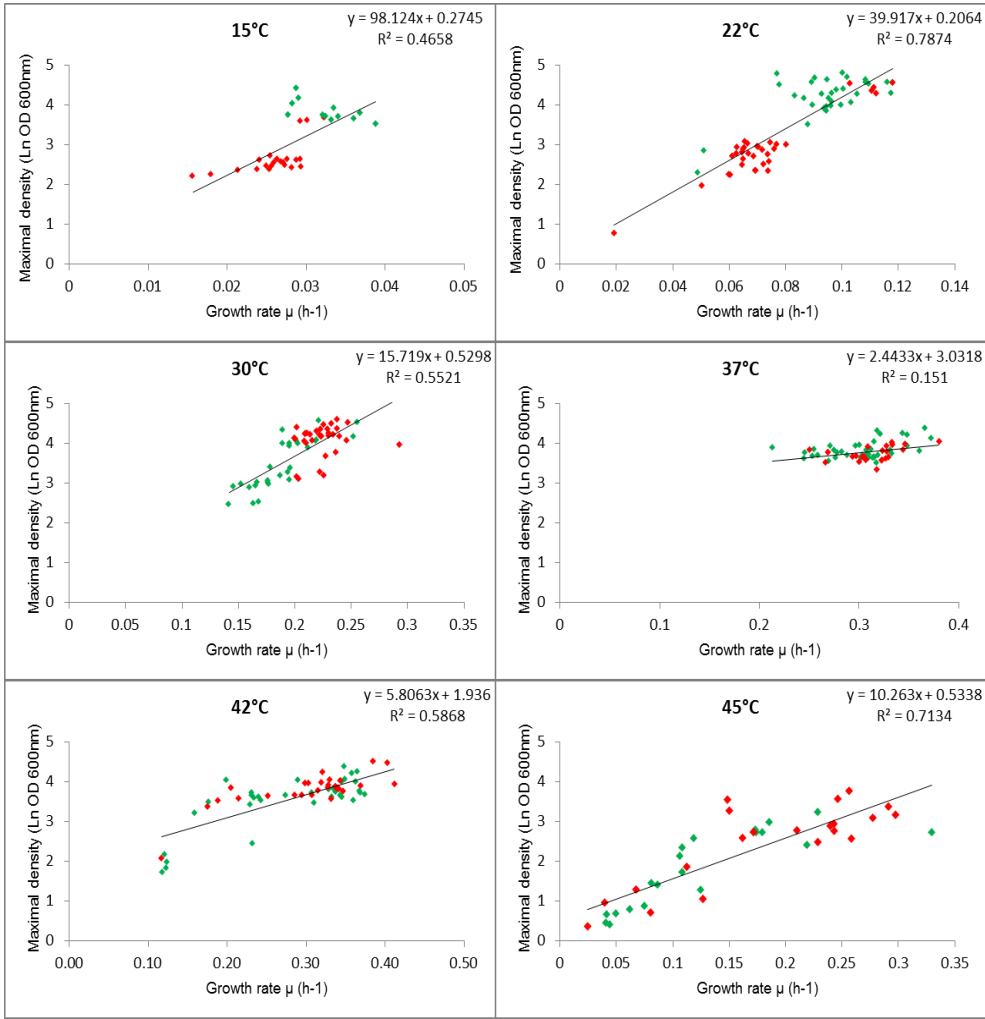 15°C
y = 98.124x + 0.2745
R² = 0.4658
Maximal density (Ln OD 600nm)
5
4
3
2
1
0
0 0.01 0.02 0.03 0.04 0.05
Growth rate µ (h-1)
22°C
y = 39.917x + 0.2064
R² = 0.7874
Maximal density (Ln OD 600nm)
5
4
3
2
1
0
0 0.02 0.04 0.06 0.08 0.1 0.12 0.14
Growth rate µ (h-1)
30°C
y = 15.719x + 0.5298
R² = 0.5521
Maximal density (Ln OD 600nm)
5
4
3
2
1
0
0 0.05 0.1 0.15 0.2 0.25 0.3 0.35
Growth rate µ (h-1)
37°C
y = 2.4433x + 3.0318
R² = 0.151
Maximal density (Ln OD 600nm)
5
4
3
2
1
0
0 0.1 0.2 0.3 0.4
Growth rate µ (h-1)
42°C
y = 5.8063x + 1.936
R² = 0.5868
Maximal density (Ln OD 600nm)
5
4
3
2
1
0
0.00 0.10 0.20 0.30 0.40 0.50
Growth rate µ (h-1)
45°C
y = 10.263x + 0.5338
R² = 0.7134
Maximal density (Ln OD 600nm)
5
4
3
2
1
0
0 0.05 0.1 0.15 0.2 0.25 0.3 0.35
Growth rate µ (h-1)